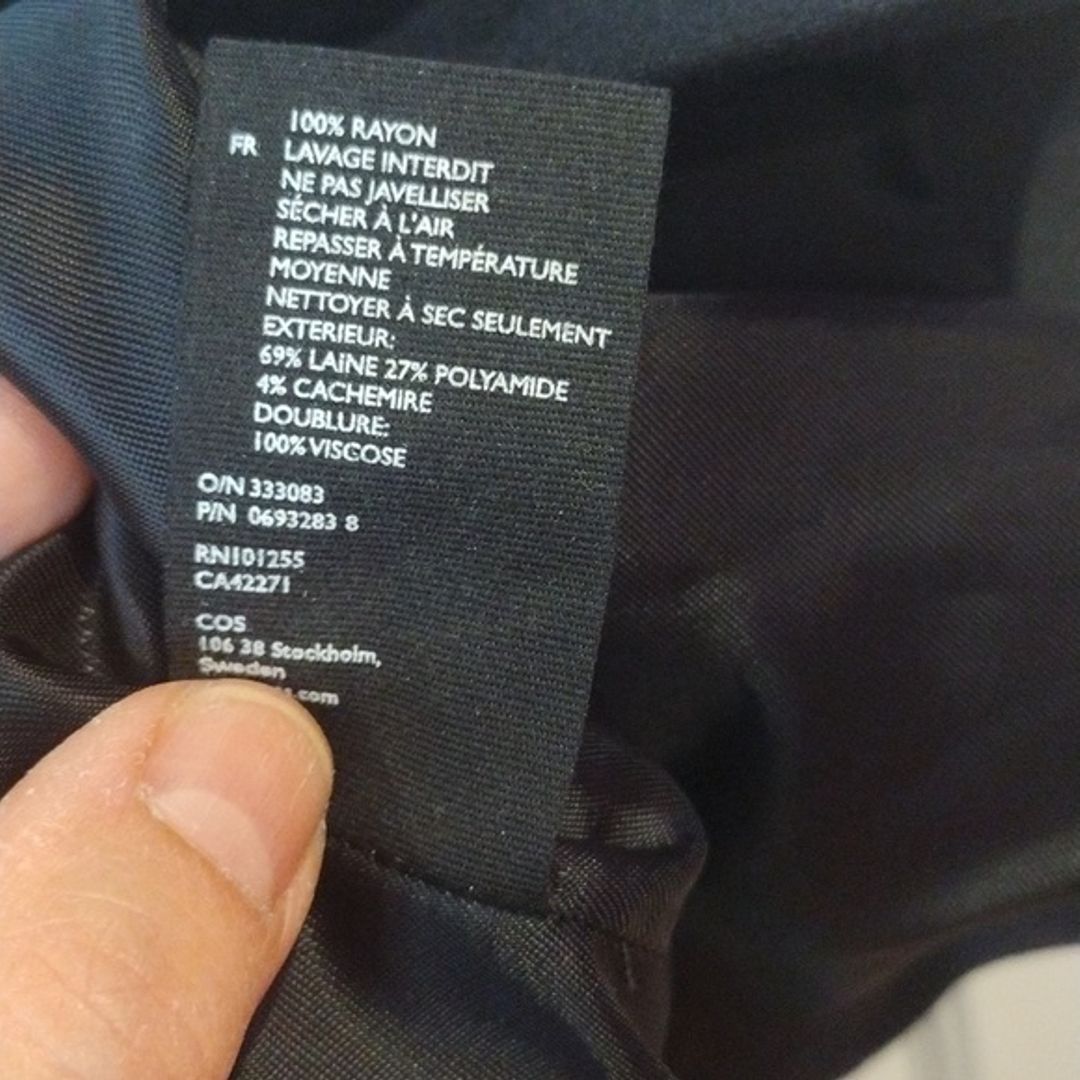 100% RAYON
FR LAVAGE INTERDIT
NE PAS JAVELLISER
SÉCHER À L'AIR
REPASSER À TEMPÉRATURE
MOYENNE
NETTOYER À SEC SEULEMENT
EXTERIEUR:
69% LAINE 27% POLYAMIDE
4% CACHEMIRE
DOUBLURE:
100% VISCOSE
O/N 333083
P/N 0693283 8
RN101255
CA42271
COS
106 38 Stockholm,
Sweden
.com